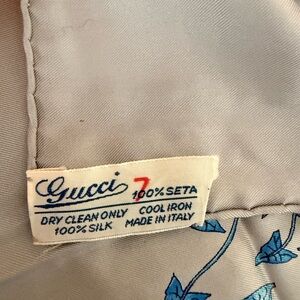 Gucci 7 100% SETA
DRY CLEAN ONLY COOL IRON
100% SILK MADE IN ITALY